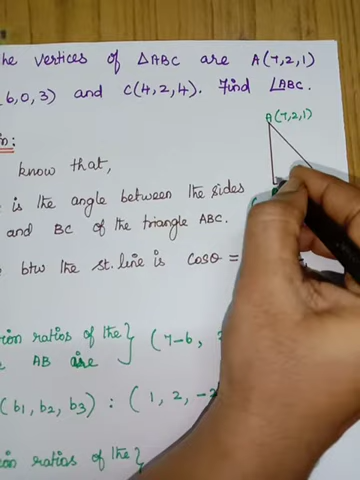 he vertices of ΔABC are A(7,2,1)
(6,0,3) and C(4,2,4). Find ∠ABC.
A(7,2,1)
n:
know that,
is the angle between the sides
and BC of the triangle ABC.
btw the st. line is Cosθ =
ion ratios of the } (7-6,
AB are
(b1, b2, b3) : (1, 2, -2
ion ratios of the